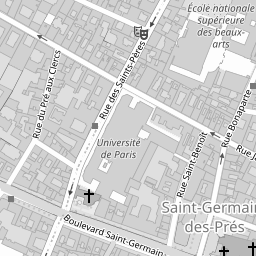 École nationale
supérieure
des beaux-
arts
Rue des Saints-Pères
Rue du Pré aux Clercs
Rue Bonaparte
Université
de Paris
Rue Saint-Benoît
Saint-Germain
des-Prés
Boulevard Saint-Germain